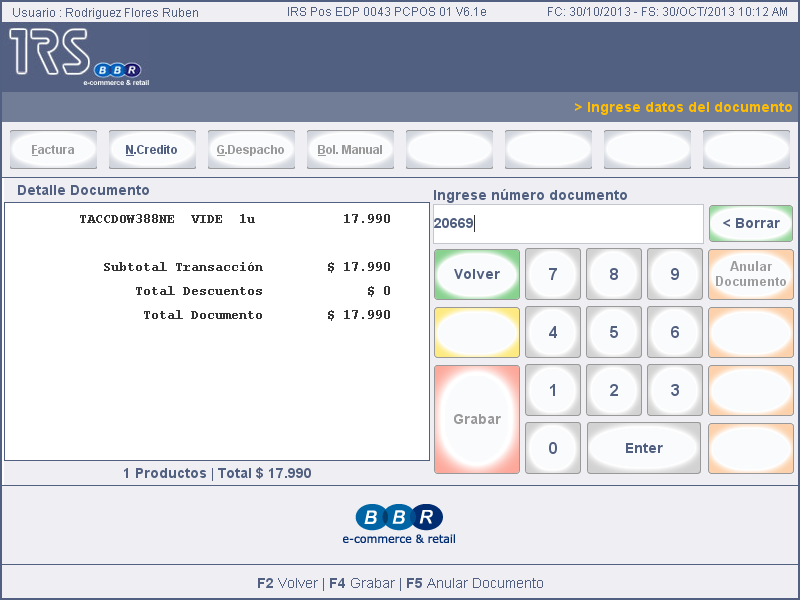 Usuario : Rodriguez Flores Ruben
IRS Pos EDP 0043 PCPOS 01 V6.1e
FC: 30/10/2013 - FS: 30/OCT/2013 10:12 AM
IRS
BBR
e-commerce & retail
> Ingrese datos del documento
Factura
N.Credito
G.Despacho
Bol. Manual
Detalle Documento
TACCDOW388NE VIDE 1u 17.990
Subtotal Transacción $ 17.990
Total Descuentos $ 0
Total Documento $ 17.990
1 Productos | Total $ 17.990
Ingrese número documento
20669
< Borrar
Volver
7
8
9
Anular
Documento
4
5
6
Grabar
1
2
3
0
Enter
BBR
e-commerce & retail
F2 Volver | F4 Grabar | F5 Anular Documento